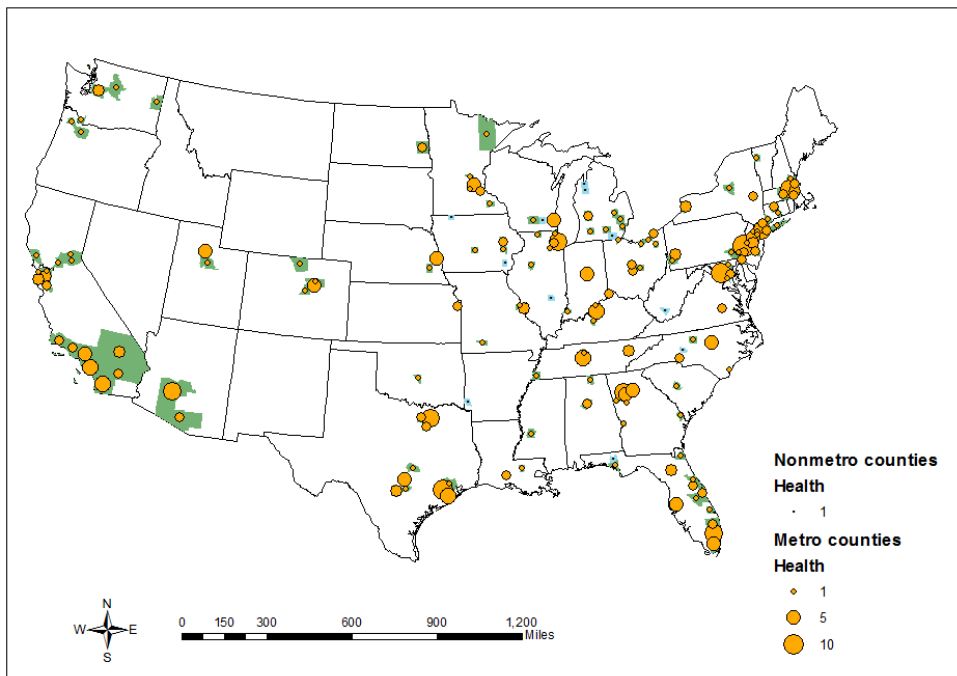 Nonmetro counties
Health
1
Metro counties
Health
1
5
10
N
W E
S
0 150 300 600 900 1,200
Miles